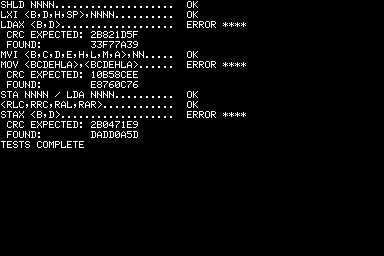 SHLD NNNN.....................  OK
LXI <B,D,H,SP>,NNNN...........  OK
LDAX <B,D>....................  ERROR ****
 CRC EXPECTED: 2B821D5F
 FOUND:        33F77A39
MVI <B,C,D,E,H,L,M,A>,NN......  OK
MOV <BCDEHLA>,<BCDEHLA>.......  ERROR ****
 CRC EXPECTED: 10B58CEE
 FOUND:        E8760C76
STA NNNN / LDA NNNN...........  OK
<RLC,RRC,RAL,RAR>.............  OK
STAX <B,D>....................  ERROR ****
 CRC EXPECTED: 2B0471E9
 FOUND:        DADD0A5D
TESTS COMPLETE